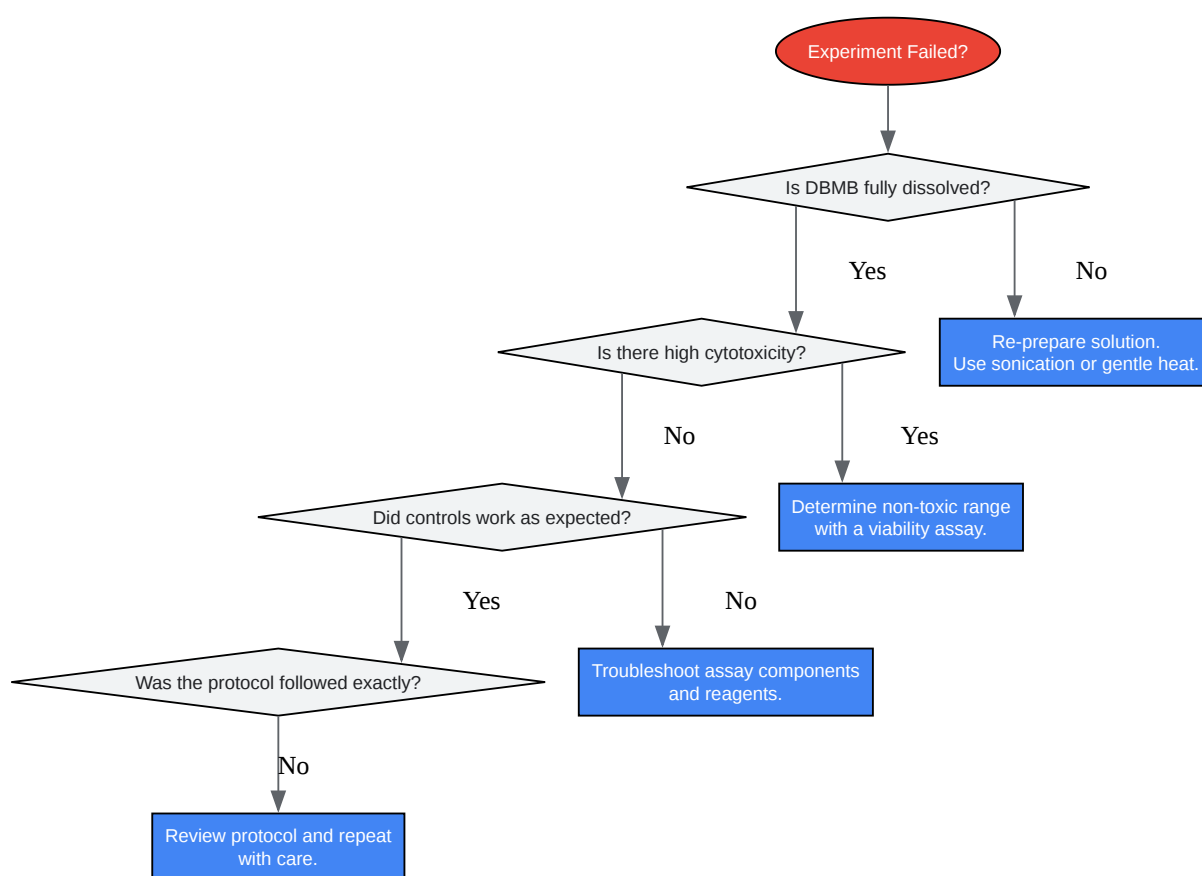 Experiment Failed?
Is DBMB fully dissolved?
Yes
No
Is there high cytotoxicity?
Re-prepare solution.
Use sonication or gentle heat.
No
Yes
Did controls work as expected?
Determine non-toxic range
with a viability assay.
Yes
No
Was the protocol followed exactly?
Troubleshoot assay components
and reagents.
No
Review protocol and repeat
with care.